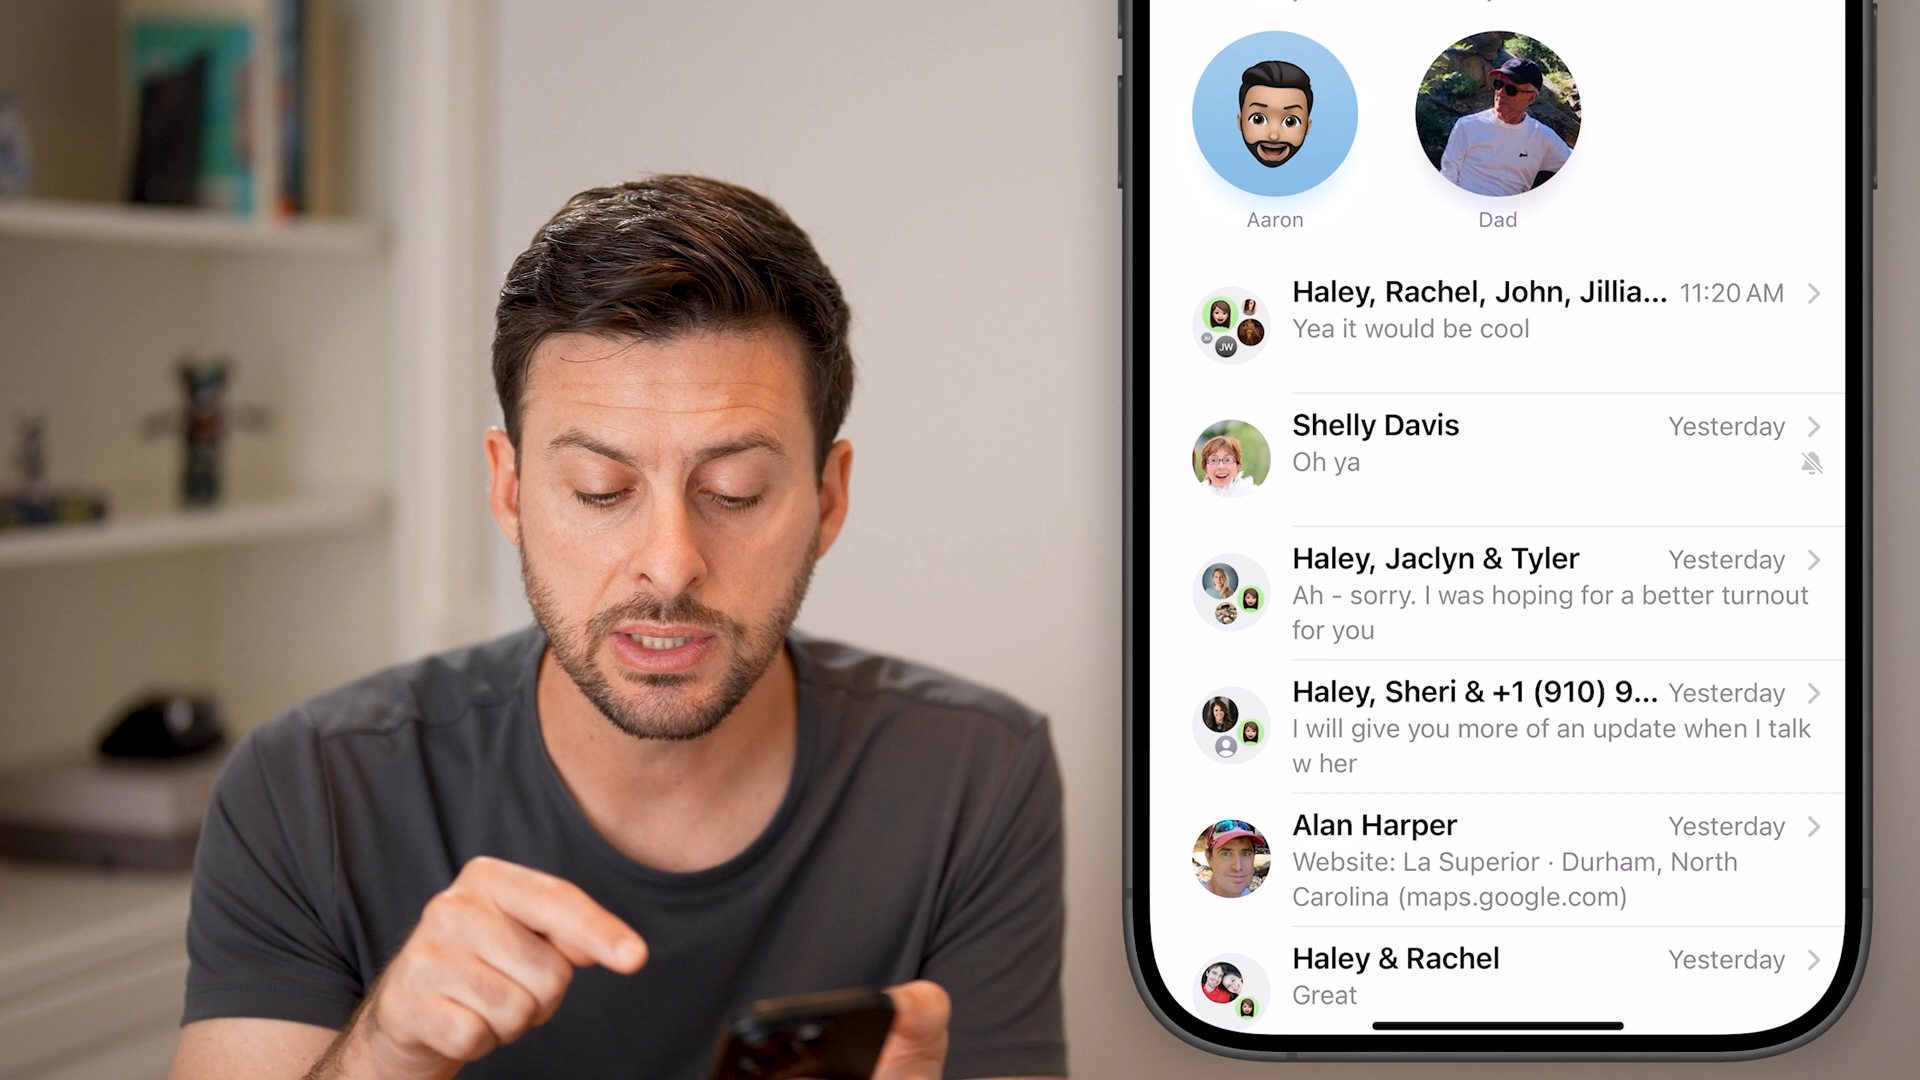 Aaron
Dad
Haley, Rachel, John, Jillia... 11:20 AM
Yea it would be cool
JW
Shelly Davis Yesterday
Oh ya
Haley, Jaclyn & Tyler Yesterday
Ah - sorry. I was hoping for a better turnout
for you
Haley, Sheri & +1 (910) 9... Yesterday
I will give you more of an update when I talk
w her
Alan Harper Yesterday
Website: La Superior · Durham, North
Carolina (maps.google.com)
Haley & Rachel Yesterday
Great